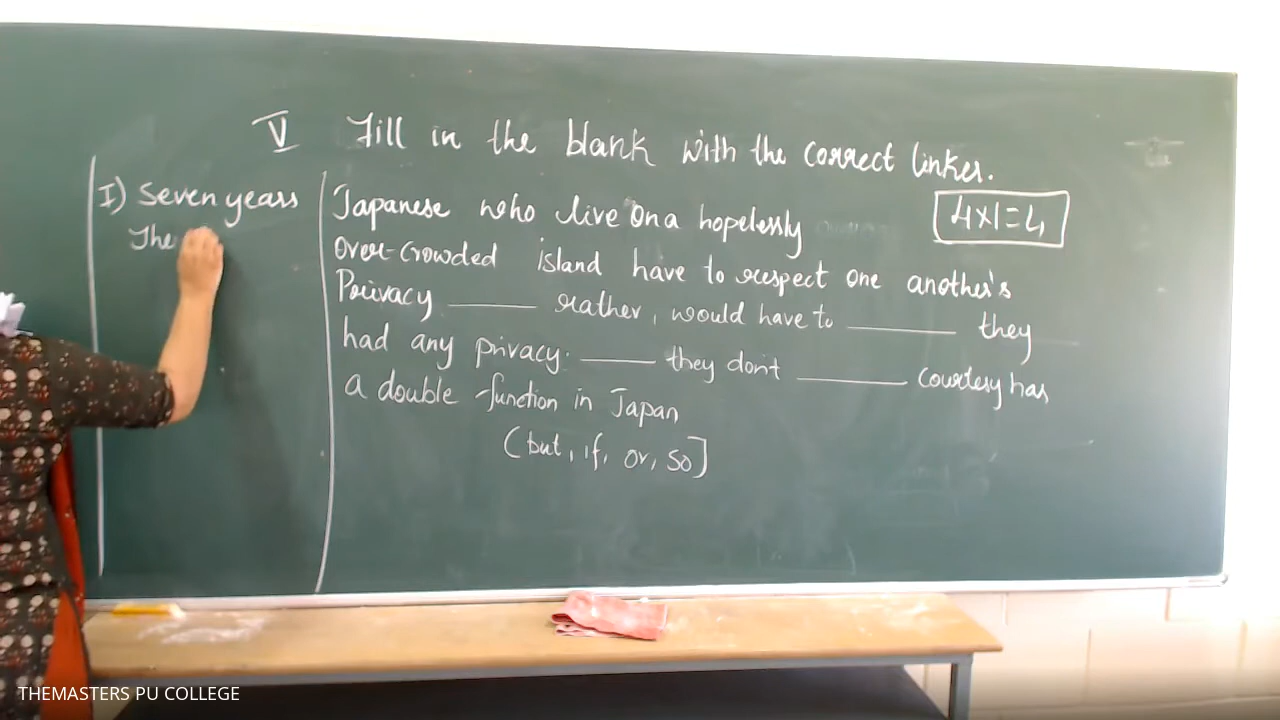 V Fill in the blank with the correct linker.
I) Seven years
The
Japanese who live on a hopelessly
4x1=4
over-crowded island have to respect one another's
Privacy ______ rather, would have to ______ they
had any privacy. ______ they don't ______ courtesy has
a double function in Japan
(but, if, or, so]
THEMASTERS PU COLLEGE